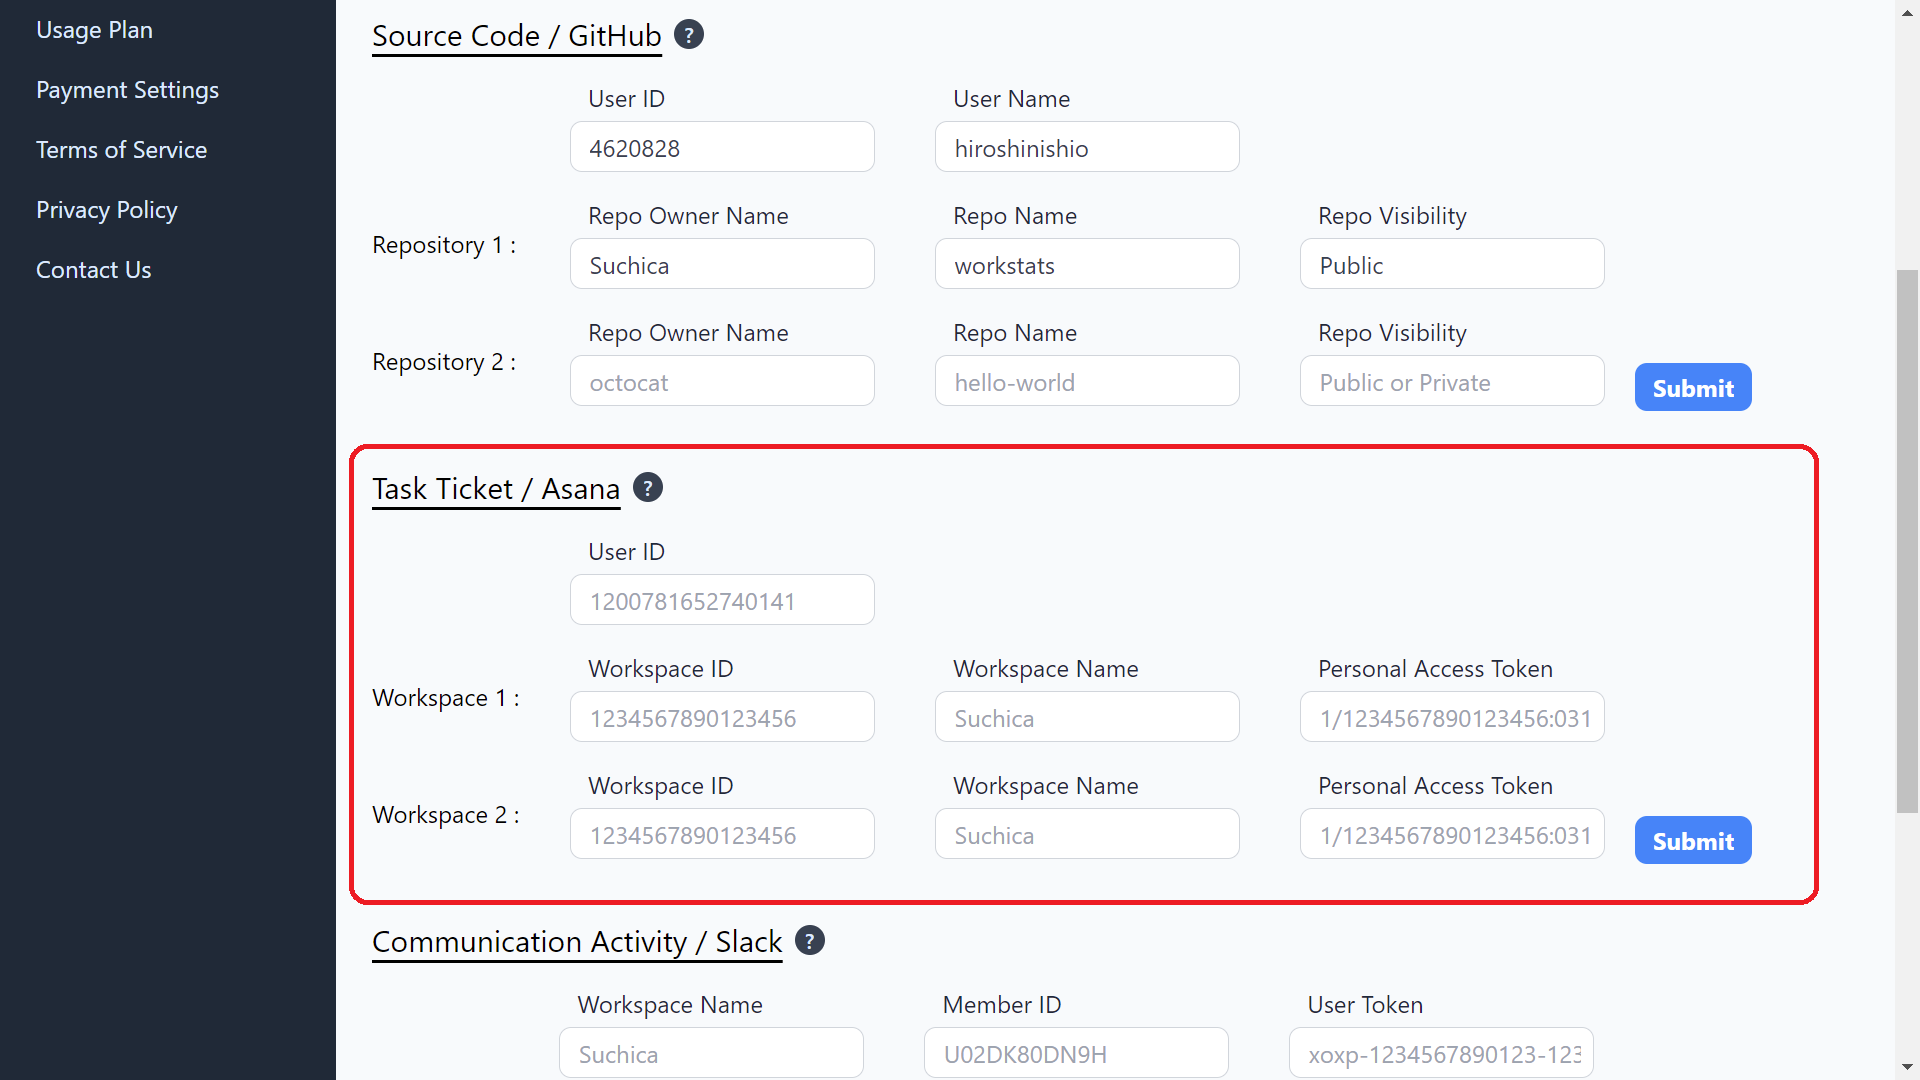 Usage Plan
Payment Settings
Terms of Service
Privacy Policy
Contact Us
Source Code / GitHub ?
User ID User Name
4620828 hiroshinishio
Repo Owner Name Repo Name Repo Visibility
Repository 1 : Suchica workstats Public
Repo Owner Name Repo Name Repo Visibility
Repository 2 : octocat hello-world Public or Private Submit
Task Ticket / Asana ?
User ID
1200781652740141
Workspace ID Workspace Name Personal Access Token
Workspace 1 : 1234567890123456 Suchica 1/1234567890123456:031
Workspace ID Workspace Name Personal Access Token
Workspace 2 : 1234567890123456 Suchica 1/1234567890123456:031 Submit
Communication Activity / Slack ?
Workspace Name Member ID User Token
Suchica U02DK80DN9H xoxp-1234567890123-123